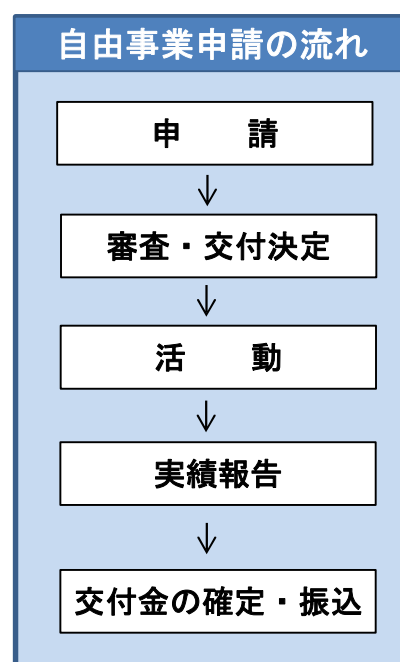 自由事業申請の流れ
申　　請
↓
審査・交付決定
↓
活　　動
↓
実績報告
↓
交付金の確定・振込